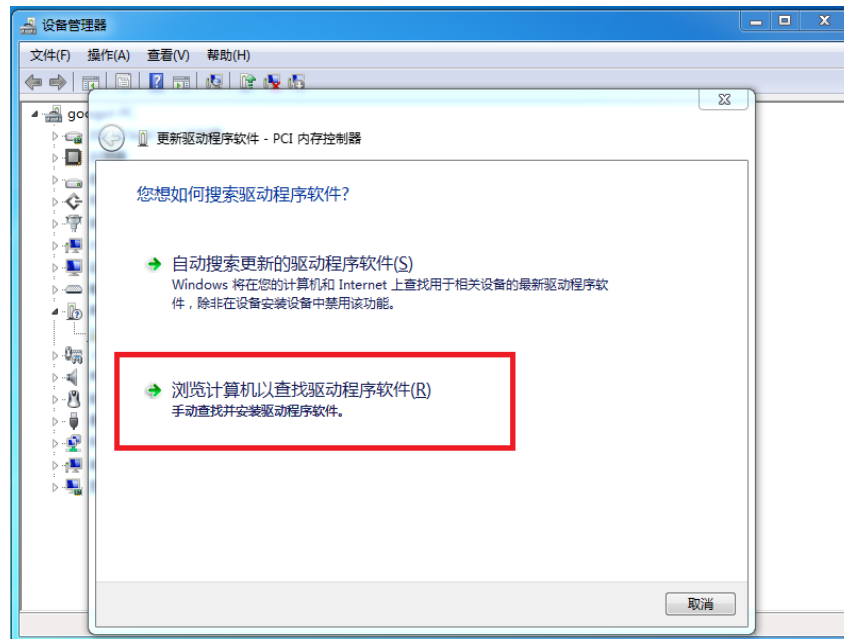 设备管理器
文件(F) 操作(A) 查看(V) 帮助(H)
更新驱动程序软件 - PCI 内存控制器
您想如何搜索驱动程序软件?
自动搜索更新的驱动程序软件(S)
Windows 将在您的计算机和 Internet 上查找用于相关设备的最新驱动程序软
件，除非在设备安装设备中禁用该功能。
浏览计算机以查找驱动程序软件(R)
手动查找并安装驱动程序软件。
取消